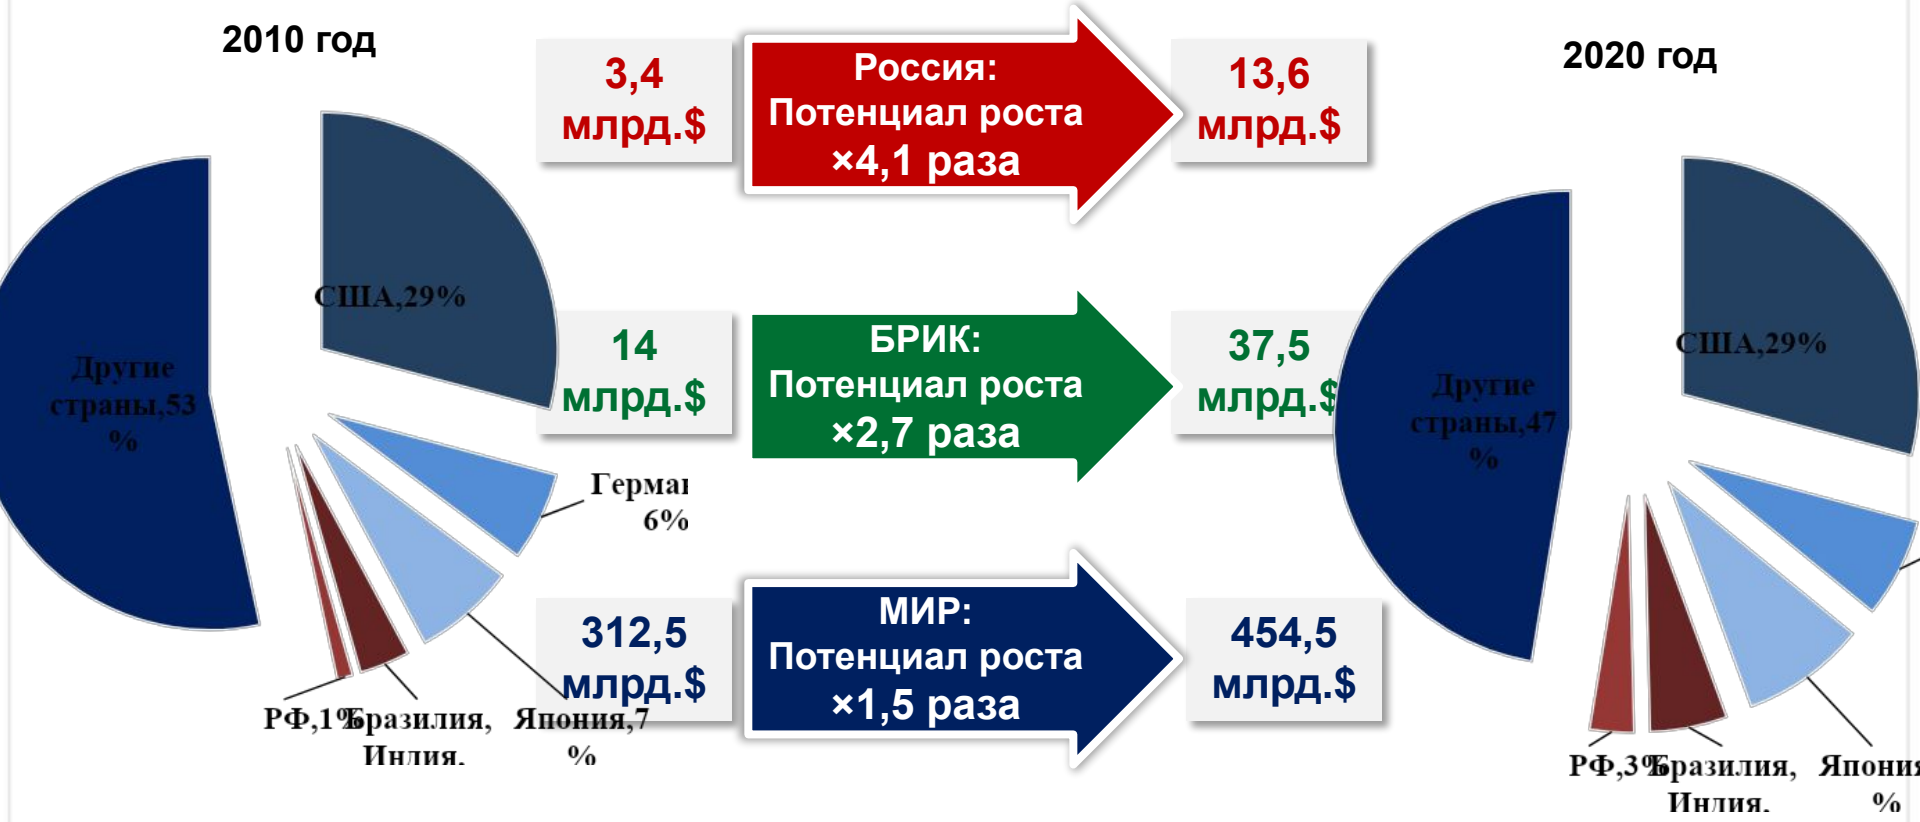 2010 год
США,29%
Другие
страны,53
%
6%
РФ,1%
Бразилия,
Индия,
Япония,7
%
3,4
млрд.$
Россия:
Потенциал роста
×4,1 раза
13,6
млрд.$
14
млрд.$
БРИК:
Потенциал роста
×2,7 раза
37,5
млрд.$
312,5
млрд.$
МИР:
Потенциал роста
×1,5 раза
454,5
млрд.$
2020 год
США,29%
Другие
страны,47
%
РФ,3%
Бразилия,
Индия,
Япония
%